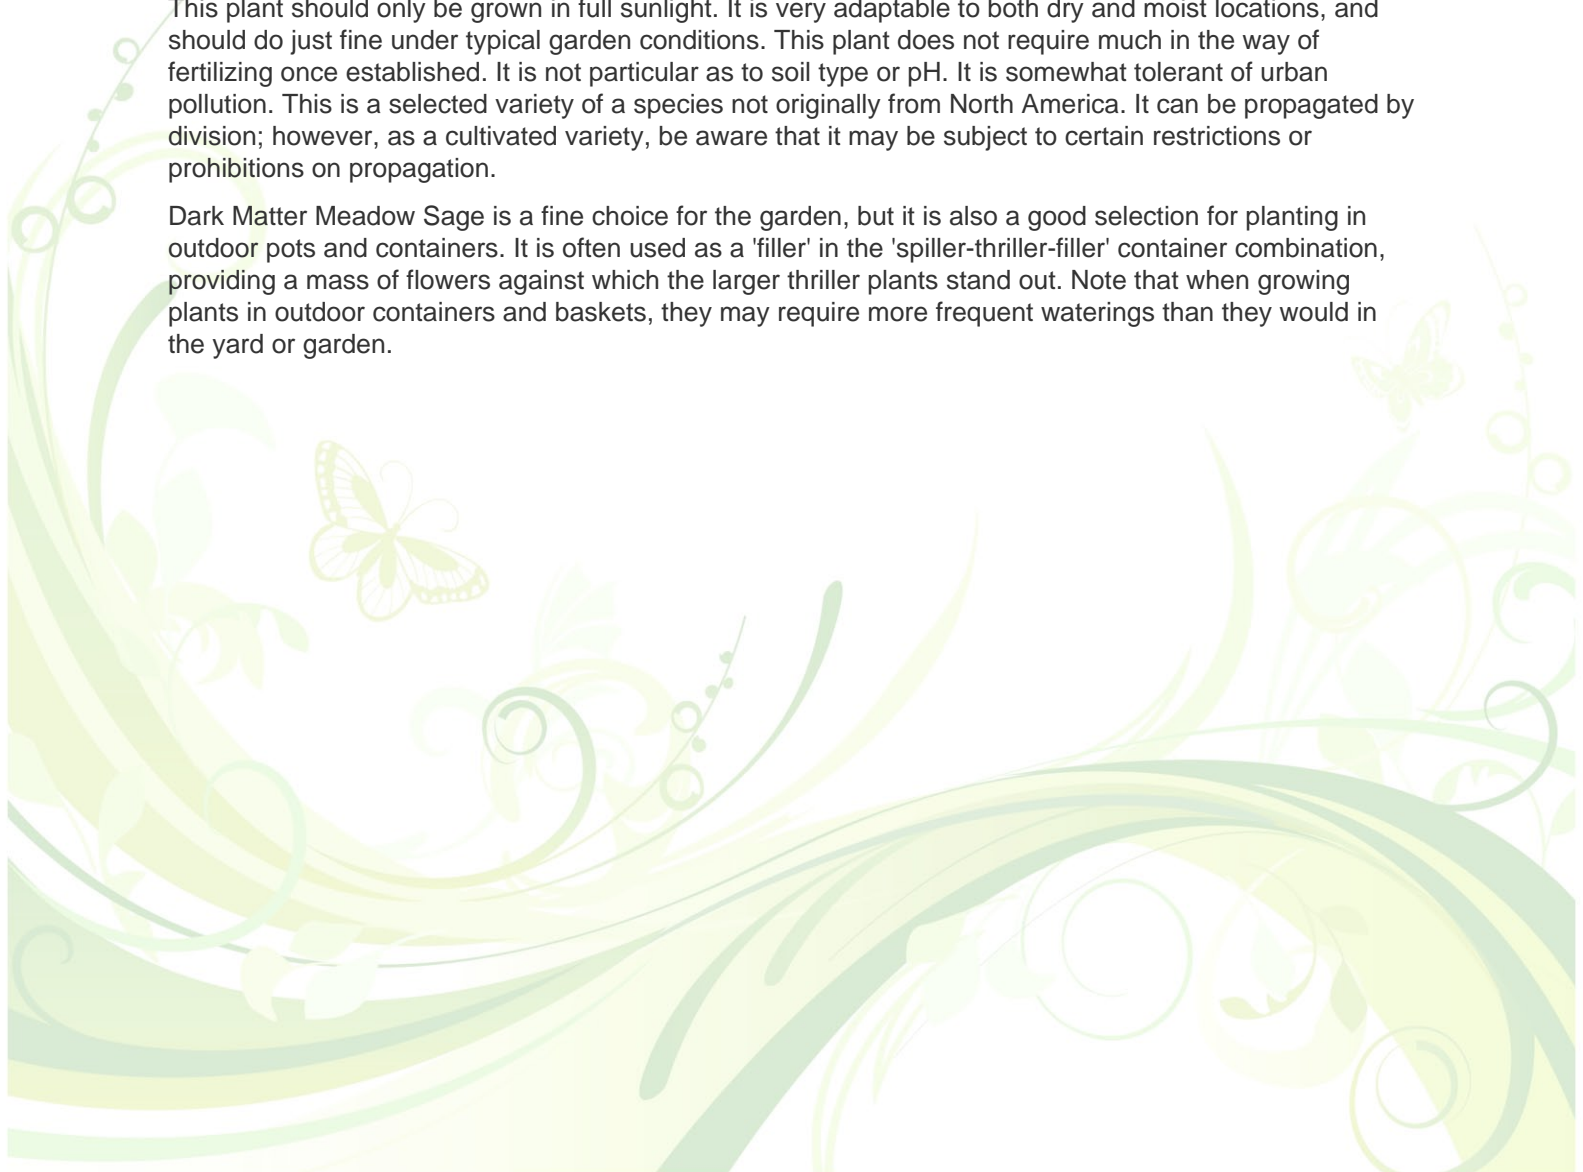 This plant should only be grown in full sunlight. It is very adaptable to both dry and moist locations, and
should do just fine under typical garden conditions. This plant does not require much in the way of
fertilizing once established. It is not particular as to soil type or pH. It is somewhat tolerant of urban
pollution. This is a selected variety of a species not originally from North America. It can be propagated by
division; however, as a cultivated variety, be aware that it may be subject to certain restrictions or
prohibitions on propagation.
Dark Matter Meadow Sage is a fine choice for the garden, but it is also a good selection for planting in
outdoor pots and containers. It is often used as a 'filler' in the 'spiller-thriller-filler' container combination,
providing a mass of flowers against which the larger thriller plants stand out. Note that when growing
plants in outdoor containers and baskets, they may require more frequent waterings than they would in
the yard or garden.